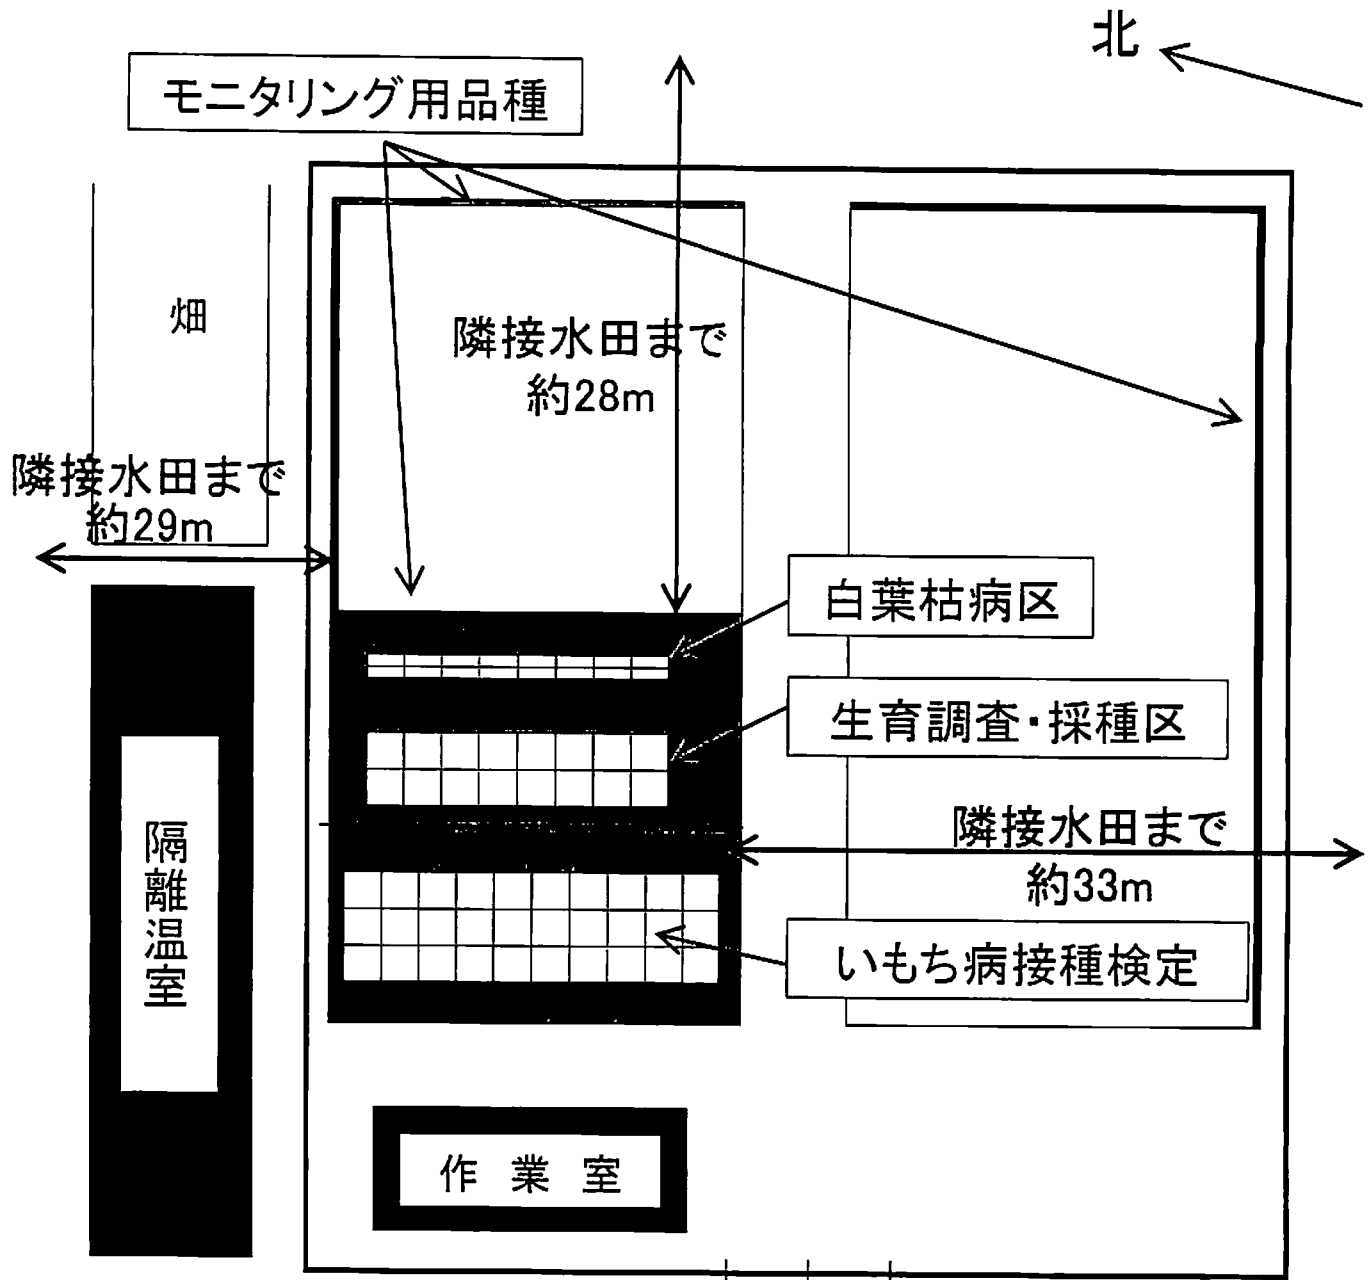 北
モニタリング用品種
畑
隣接水田まで
約28m
隣接水田まで
約29m
白葉枯病区
生育調査・採種区
隣接水田まで
約33m
いもち病接種検定
隔離温室
作業室